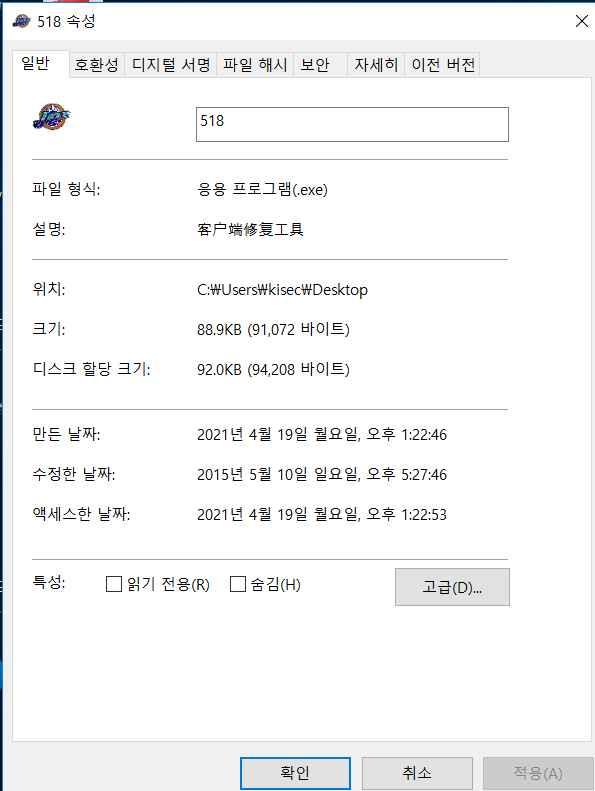 518 속성
일반 호환성 디지털 서명 파일 해시 보안 자세히 이전 버전
518
파일 형식: 응용 프로그램(.exe)
설명: 客户端修复工具
위치: C:₩Users₩kisec₩Desktop
크기: 88.9KB (91,072 바이트)
디스크 할당 크기: 92.0KB (94,208 바이트)
만든 날짜: 2021년 4월 19일 월요일, 오후 1:22:46
수정한 날짜: 2015년 5월 10일 일요일, 오후 5:27:46
액세스한 날짜: 2021년 4월 19일 월요일, 오후 1:22:53
특성: 읽기 전용(R) 숨김(H) 고급(D)...
확인 취소 적용(A)